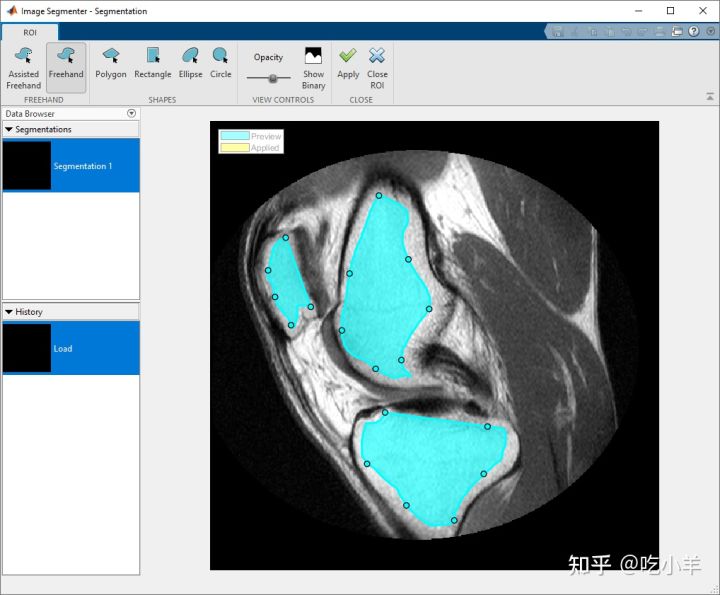 Image Segmenter - Segmentation
ROI
Assisted Freehand
Freehand
Polygon
Rectangle
Ellipse
Circle
Opacity
Show Binary
Apply
Close ROI
FREEHAND
SHAPES
VIEW CONTROLS
CLOSE
Data Browser
Segmentations
Segmentation 1
History
Load
Preview
Applied
知乎 @吃小羊